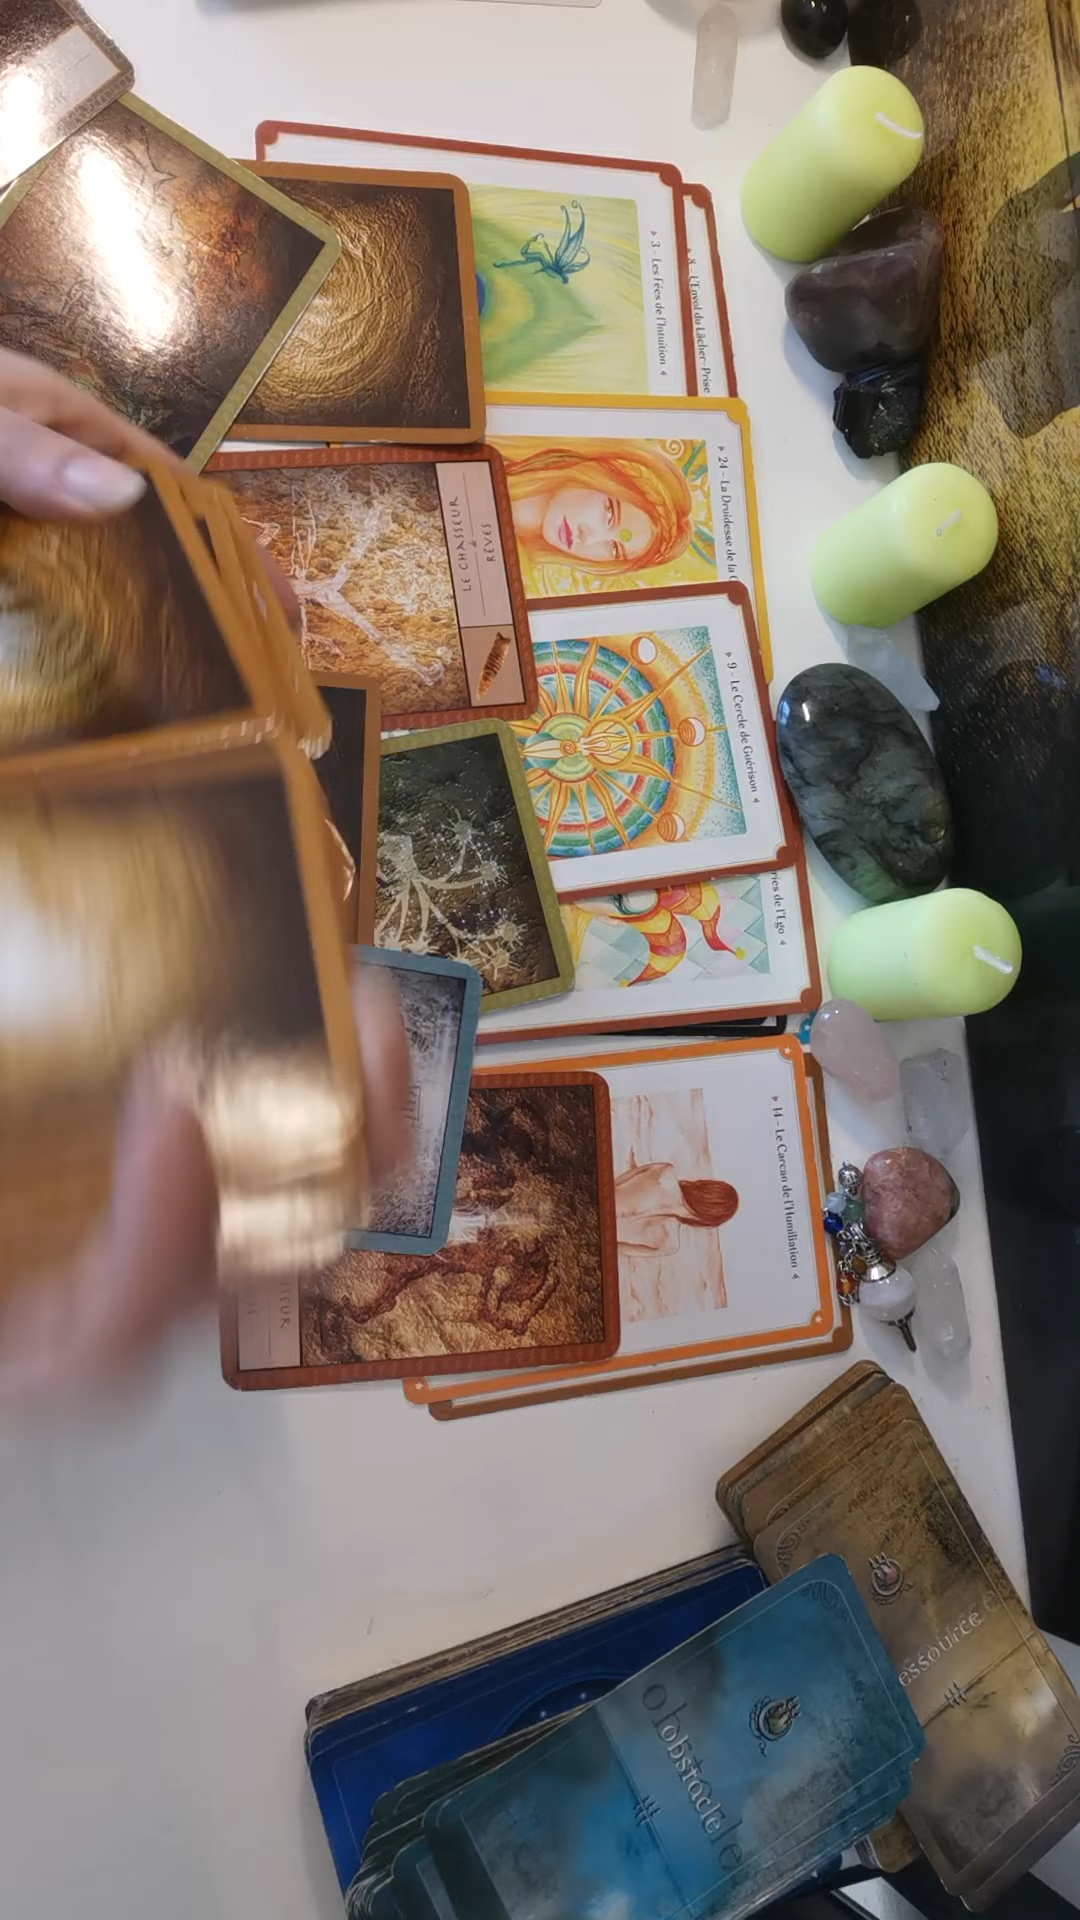 8 - L'Envol du Lâcher-Prise
3 - Les Fées de l'Intuition
24 - La Druidesse de la
9 - Le Cercle de Guérison
ries de l'Ego
14 - Le Carcan de l'Humiliation
LE CHASSEUR
de
RÊVES
SEUR
essource
obstacle